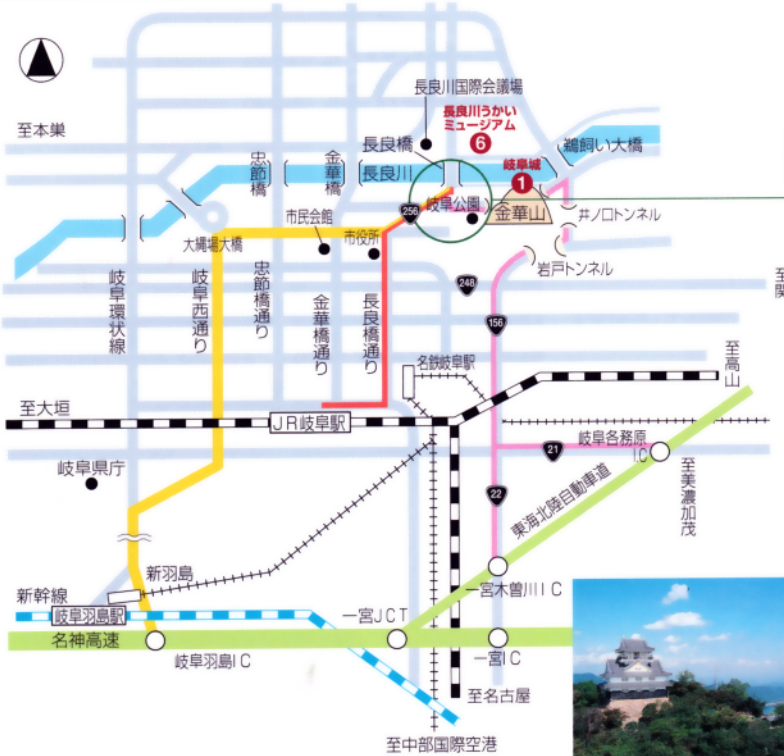 長良川国際会議場
長良川うかい
ミュージアム
6
至本巣
長良橋
鵜飼い大橋
忠節橋
金華橋
長良川
岐阜城
1
256
岐阜公園
金華山
井ノ口トンネル
市民会館
市役所
大縄場大橋
岩戸トンネル
至関
岐阜環状線
岐阜西通り
忠節橋通り
金華橋通り
長良橋通り
248
156
名鉄岐阜駅
至高山
至大垣
JR岐阜駅
岐阜各務原
I.C
21
岐阜県庁
22
東海北陸自動車道
至美濃加茂
新羽島
一宮木曽川IC
新幹線
岐阜羽島駅
一宮JCT
名神高速
岐阜羽島IC
一宮IC
至名古屋
至中部国際空港